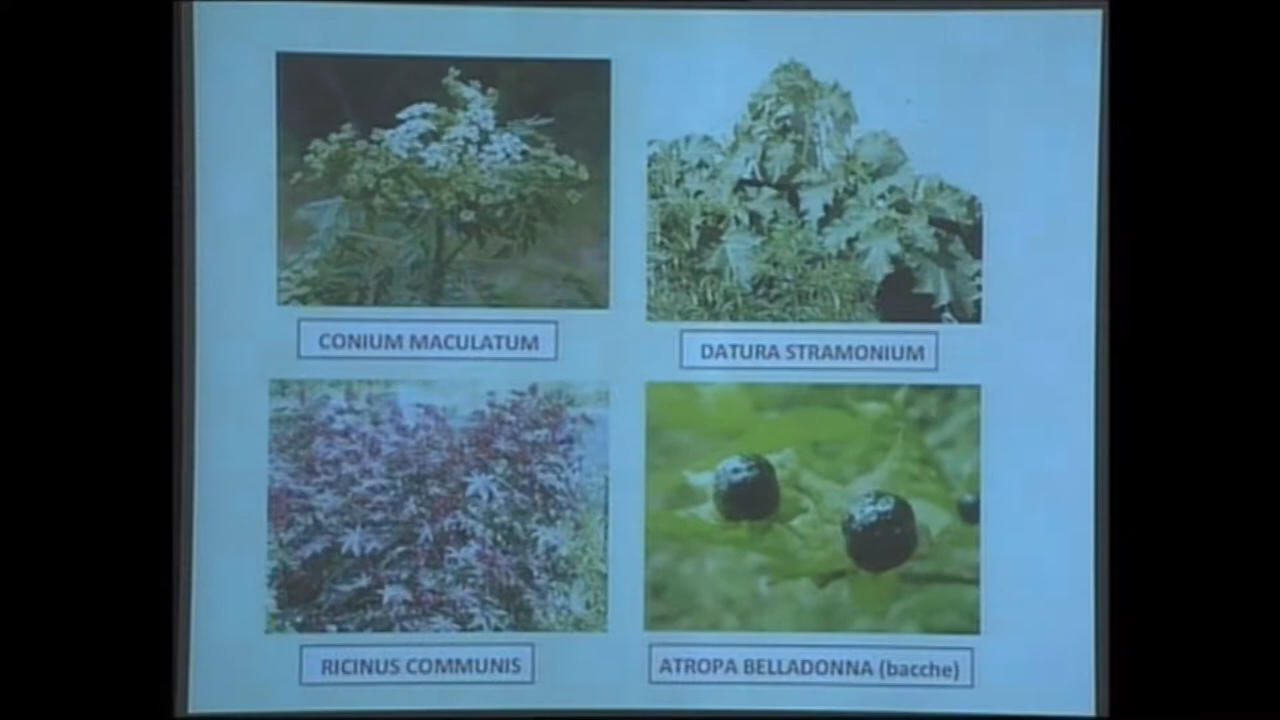 CONIUM MACULATUM
DATURA STRAMONIUM
RICINUS COMMUNIS
ATROPA BELLADONNA (bacche)